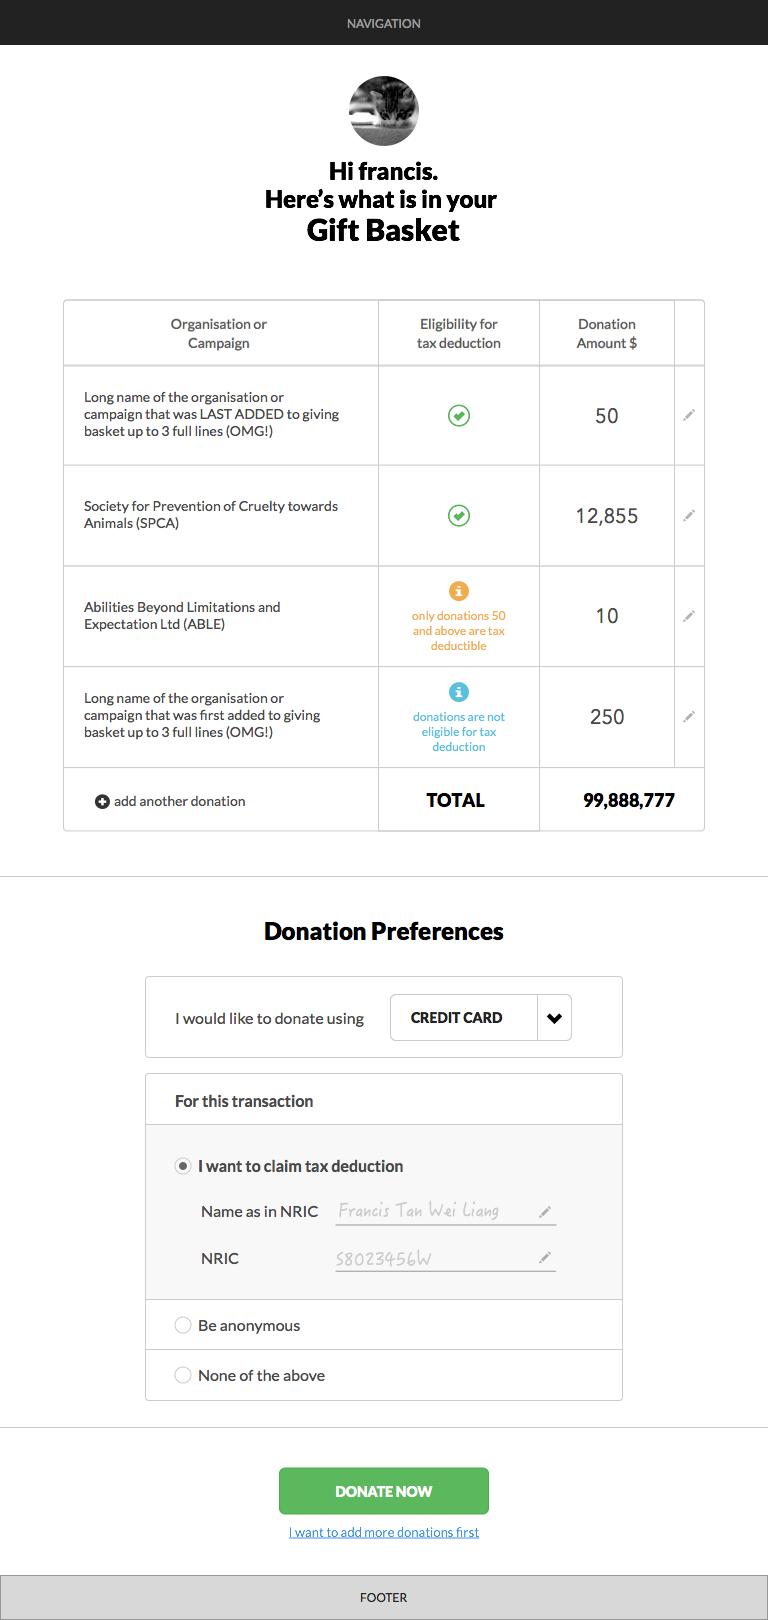 NAVIGATION
Hi francis.
Here's what is in your
Gift Basket
Organisation or
Campaign
Eligibility for
tax deduction
Donation
Amount $
Long name of the organisation or
campaign that was LAST ADDED to giving
basket up to 3 full lines (OMG!)
50
Society for Prevention of Cruelty towards
Animals (SPCA)
12,855
Abilities Beyond Limitations and
Expectation Ltd (ABLE)
only donations 50
and above are tax
deductible
10
Long name of the organisation or
campaign that was first added to giving
basket up to 3 full lines (OMG!)
donations are not
eligible for tax
deduction
250
add another donation
TOTAL
99,888,777
Donation Preferences
I would like to donate using
CREDIT CARD
For this transaction
I want to claim tax deduction
Name as in NRIC
Francis Tan Wei Liang
NRIC
S8023456W
Be anonymous
None of the above
DONATE NOW
I want to add more donations first
FOOTER